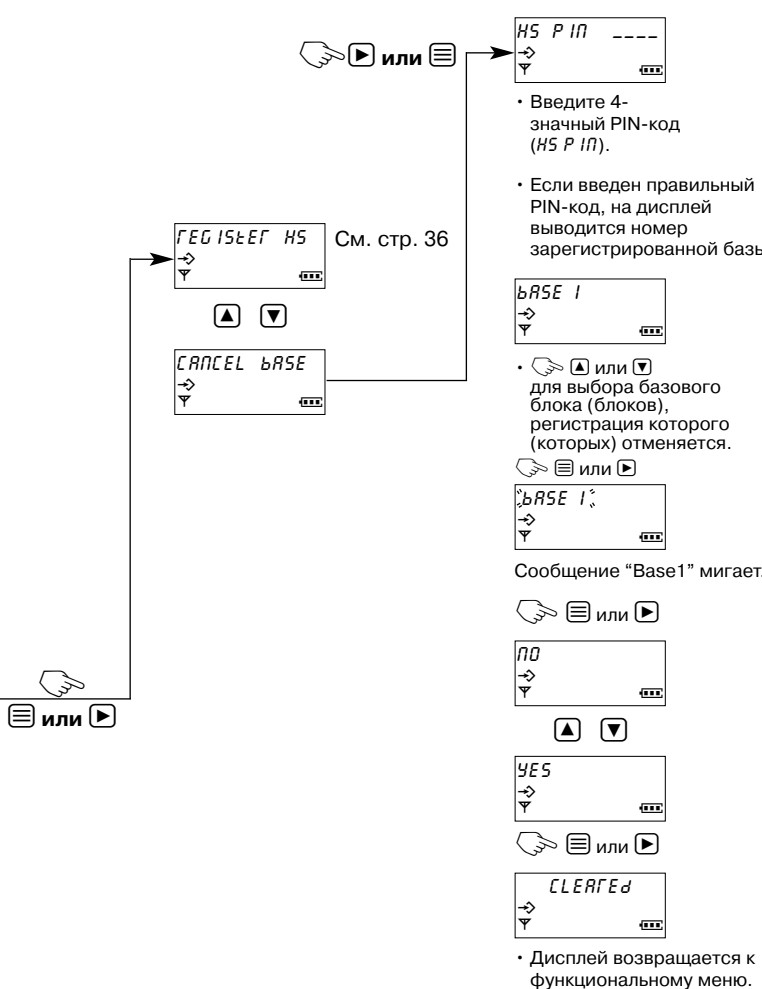 или
HS PIN ____
• Введите 4-
значный PIN-код
(HS PIN).
• Если введен правильный
PIN-код, на дисплей
выводится номер
зарегистрированной базы
rEGISter HS
См. стр. 36
CANCEL bASE
bASE 1
• или
для выбора базового
блока (блоков),
регистрация которого
(которых) отменяется.
или
bASE 1
Сообщение “Base1” мигает.
или
NO
или
YES
или
CLEArEd
• Дисплей возвращается к
функциональному меню.